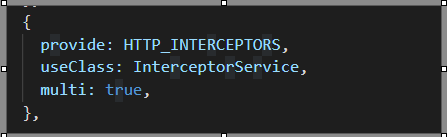 {
provide: HTTP_INTERCEPTORS,
useClass: InterceptorService,
multi: true,
},